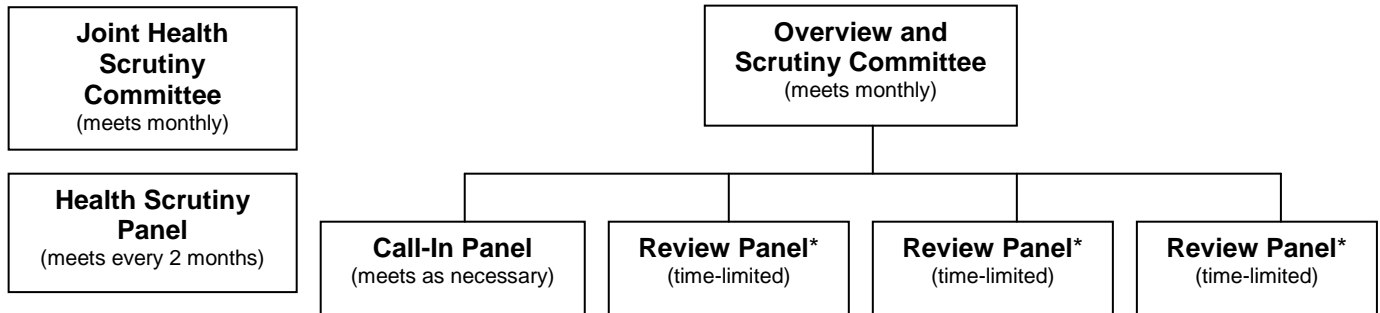 Joint Health
Scrutiny
Committee
(meets monthly)
Overview and
Scrutiny Committee
(meets monthly)
Health Scrutiny
Panel
(meets every 2 months)
Call-In Panel
(meets as necessary)
Review Panel*
(time-limited)
Review Panel*
(time-limited)
Review Panel*
(time-limited)